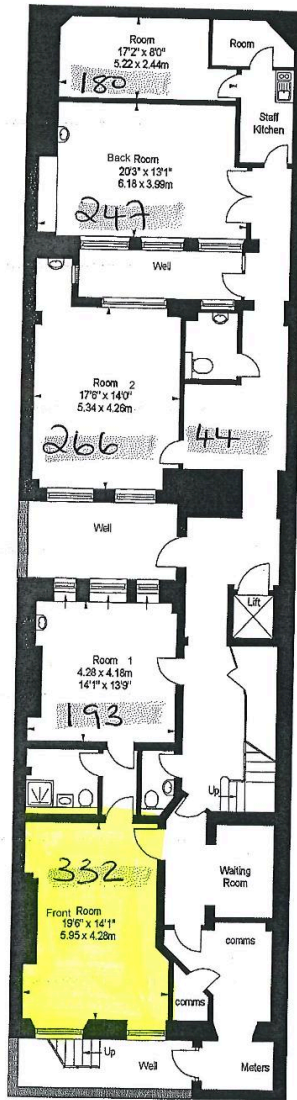 Room
17'2" x 8'0"
5.22 x 2.44m
180
Room
Staff
Kitchen
Back Room
20'3" x 13'1"
6.18 x 3.99m
247
Well
Room 2
17'6" x 14'0"
5.34 x 4.26m
266
44
Well
Lift
Room 1
4.28 x 4.18m
14'1" x 13'9"
193
Up
332
Front Room
19'6" x 14'1"
5.95 x 4.28m
Waiting
Room
comms
comms
Up
Well
Meters